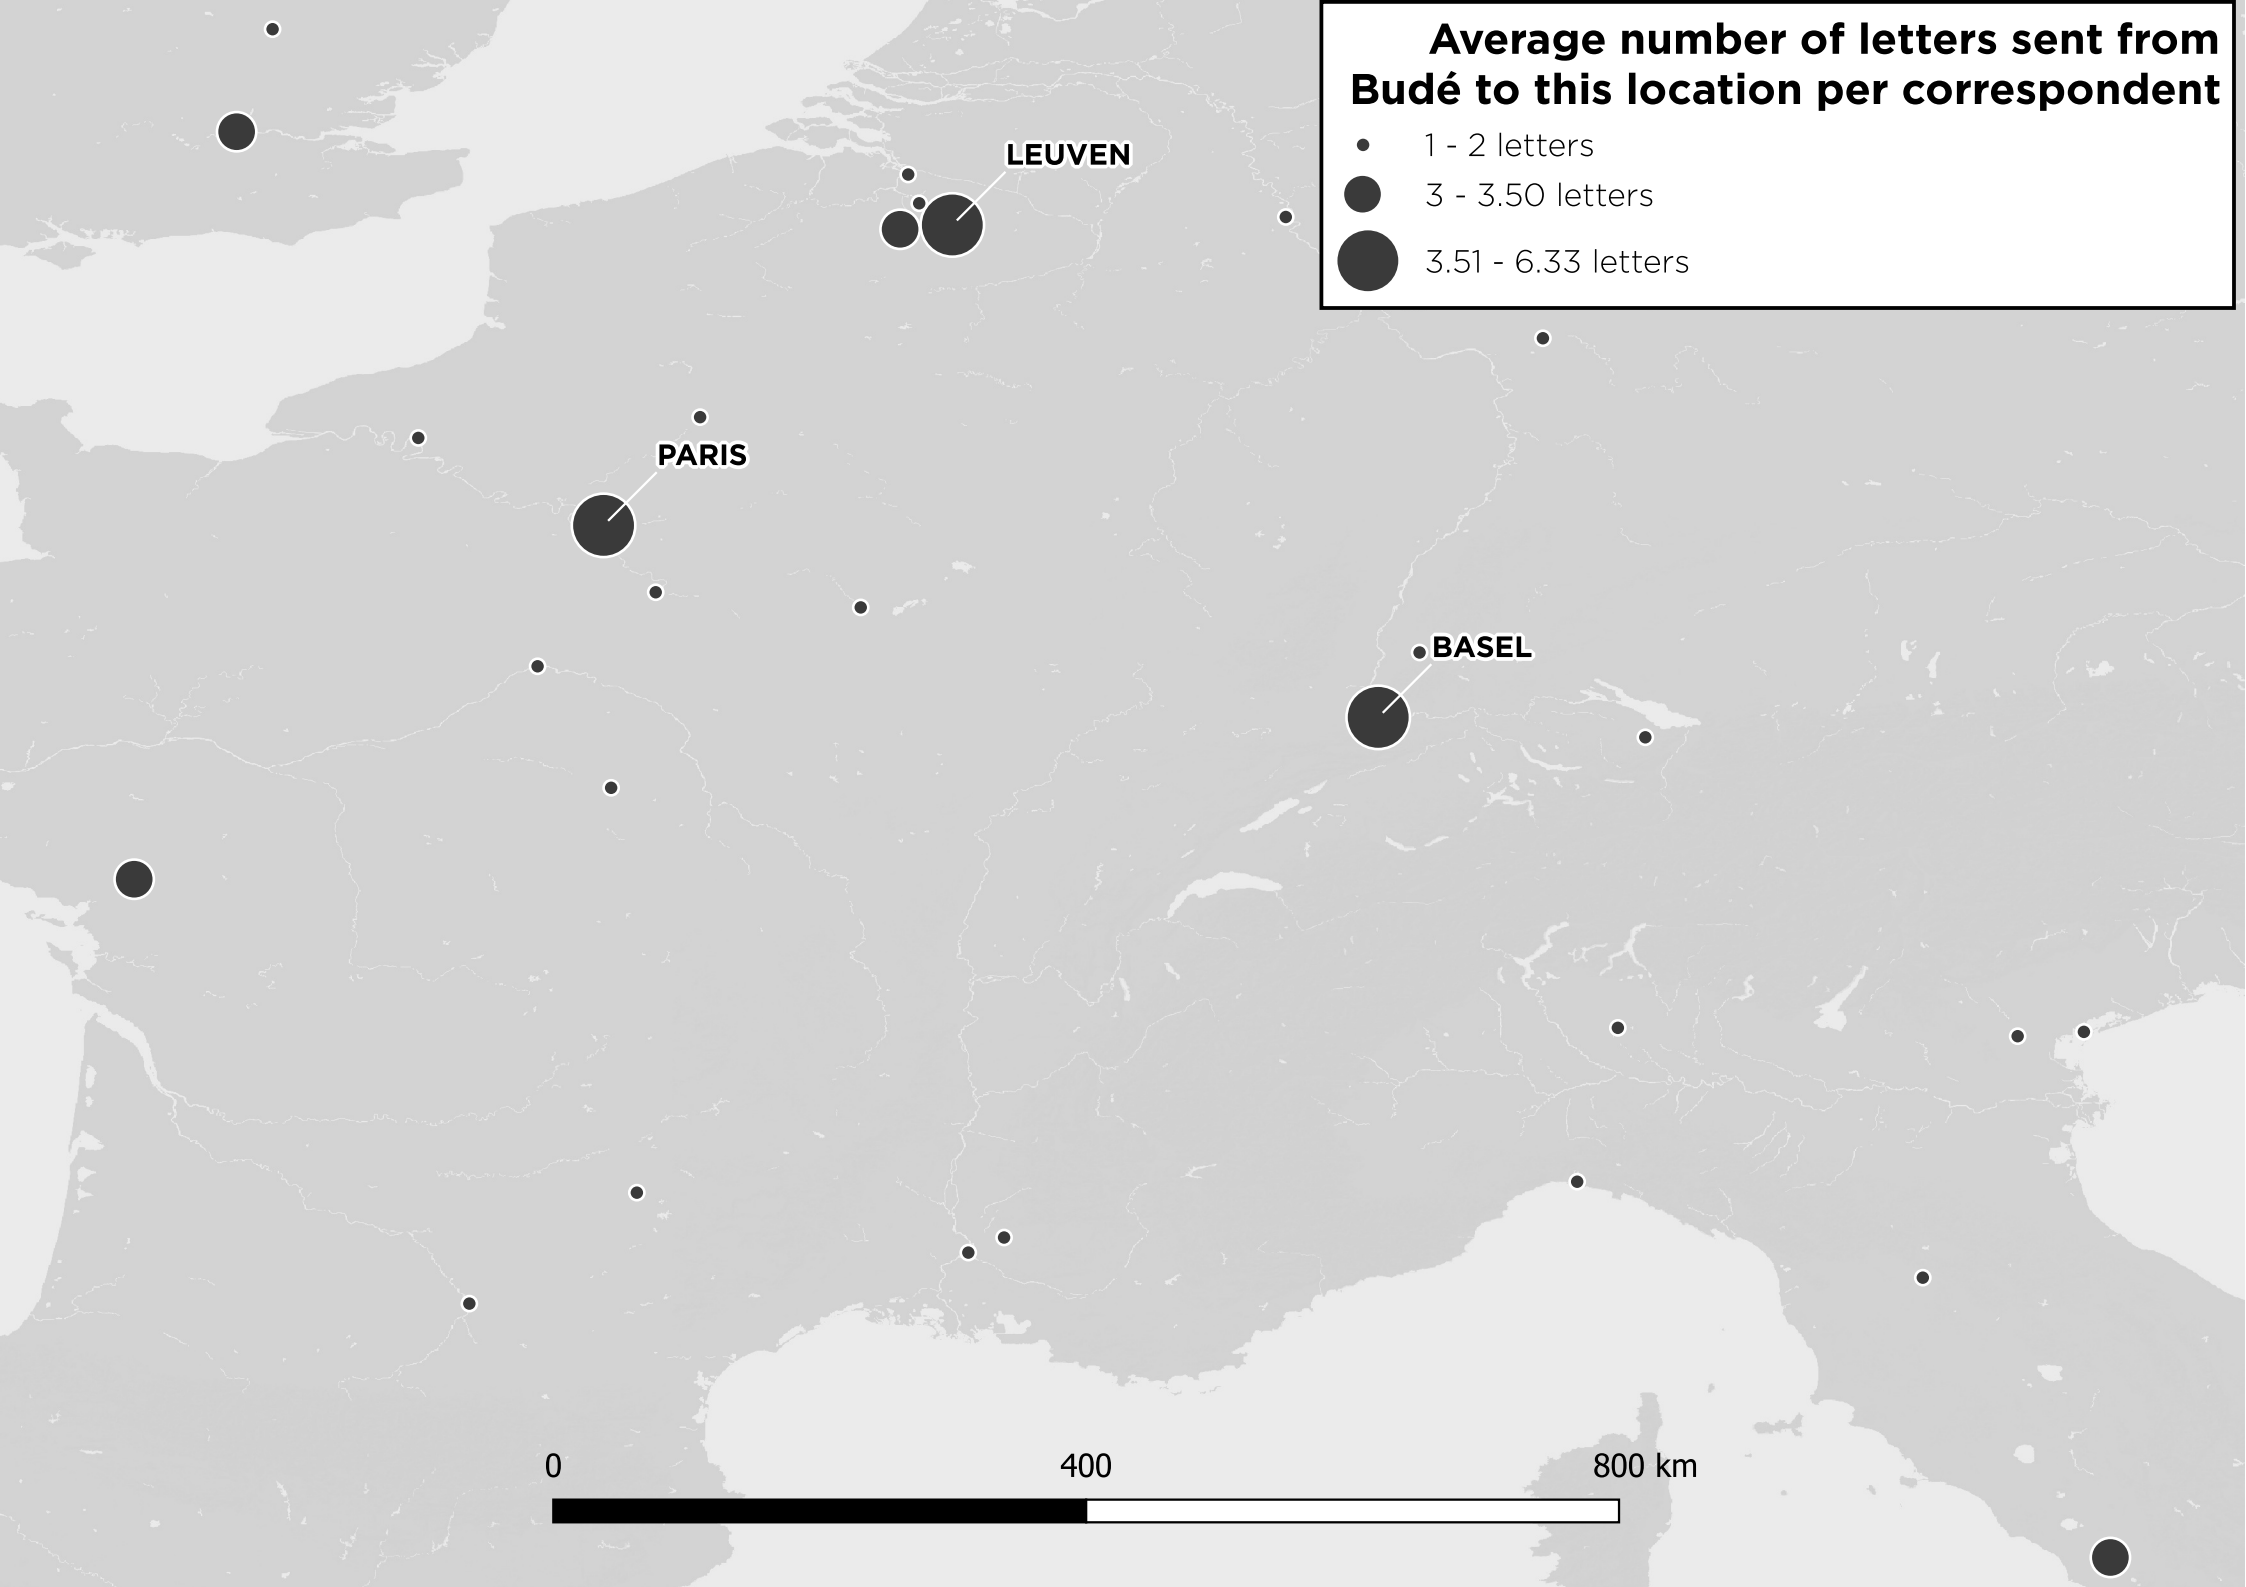 Average number of letters sent from
Budé to this location per correspondent
1 - 2 letters
3 - 3.50 letters
3.51 - 6.33 letters
LEUVEN
PARIS
BASEL
0 400 800 km